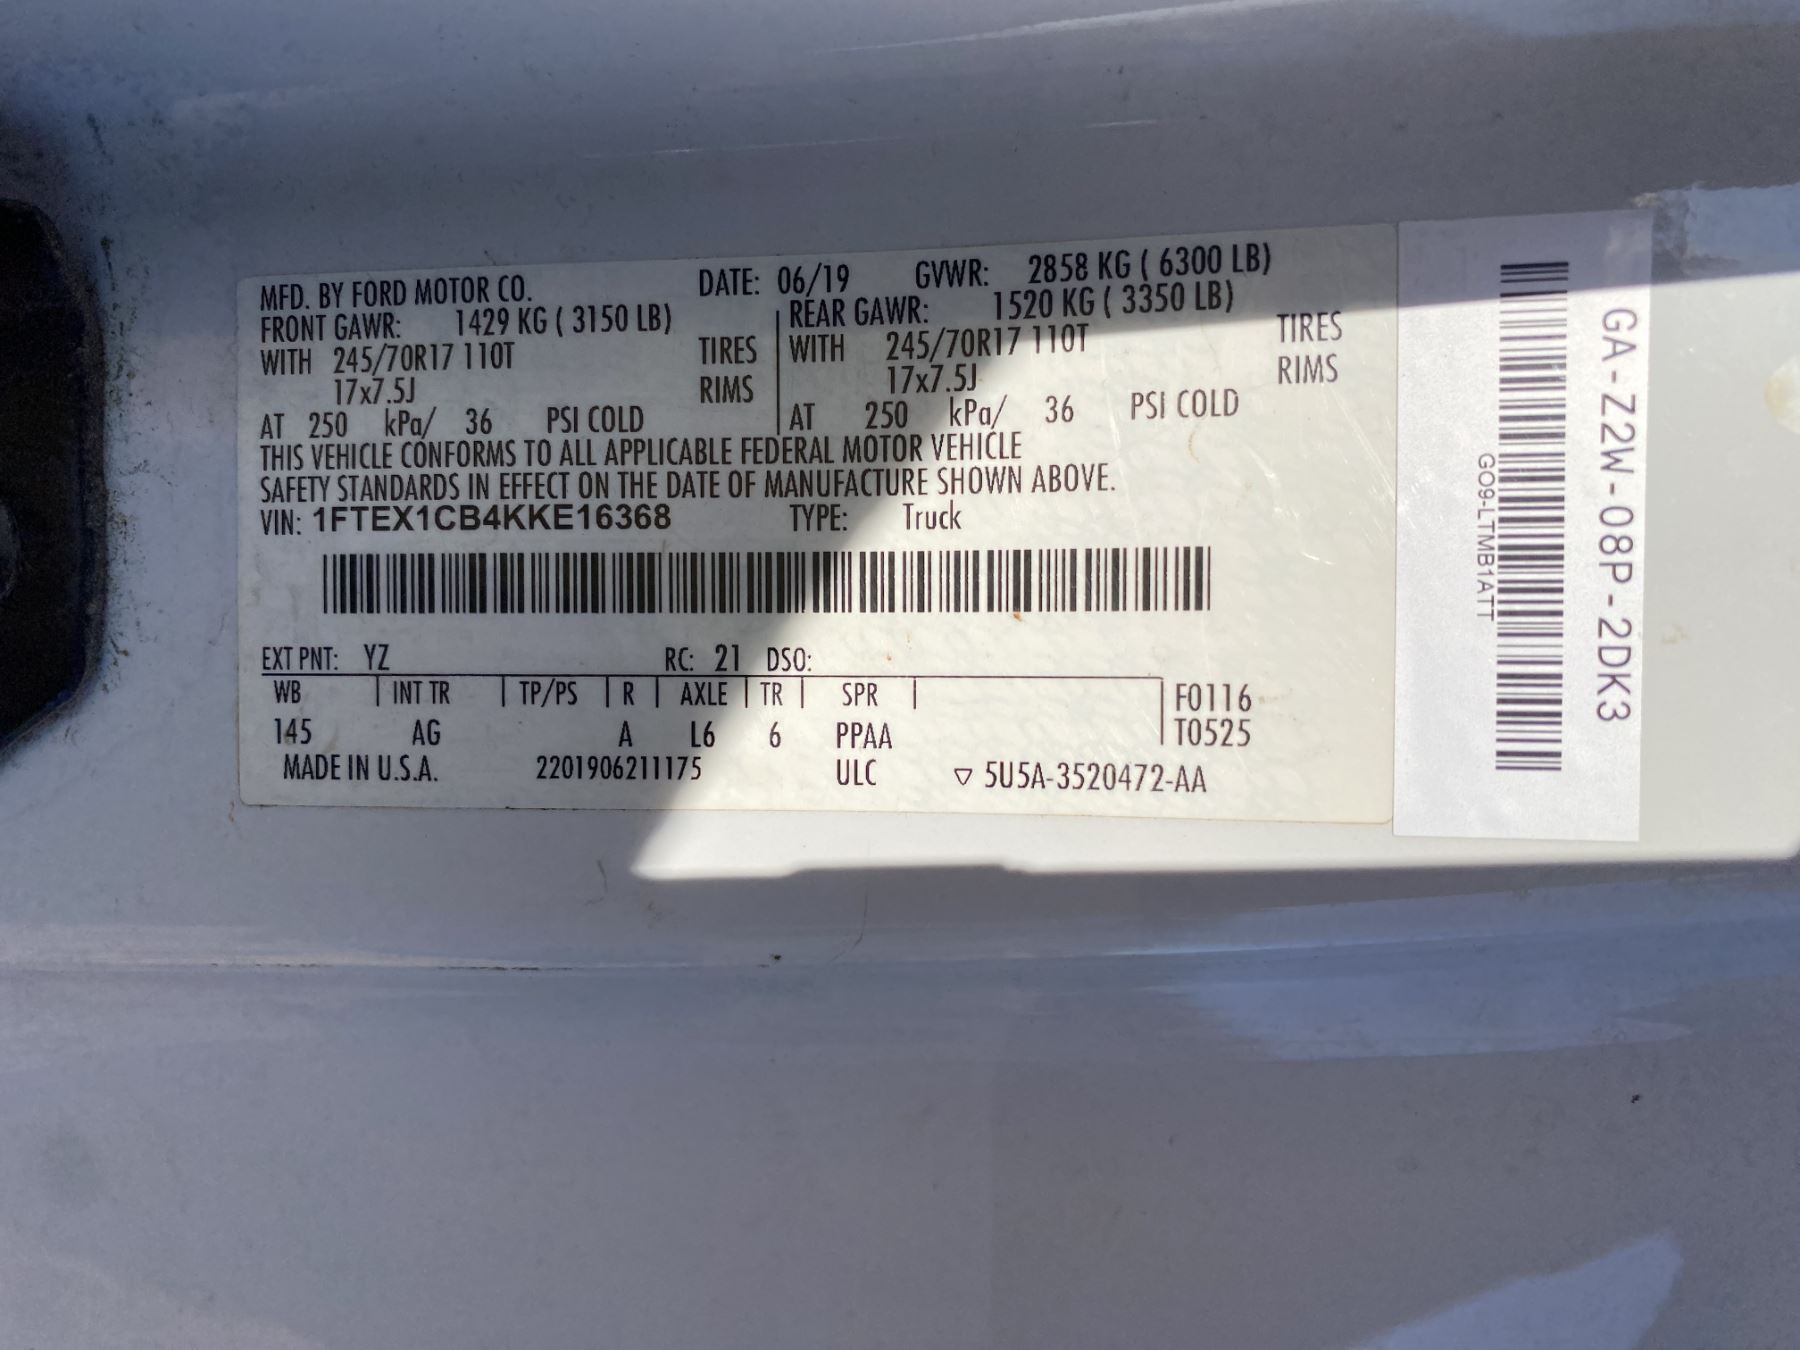 MFD. BY FORD MOTOR CO. DATE: 06/19 GVWR: 2858 KG ( 6300 LB)
FRONT GAWR: 1429 KG ( 3150 LB) REAR GAWR: 1520 KG ( 3350 LB)
WITH 245/70R17 110T TIRES WITH 245/70R17 110T TIRES
17x7.5J RIMS 17x7.5J RIMS
AT 250 kPa/ 36 PSI COLD AT 250 kPa/ 36 PSI COLD
THIS VEHICLE CONFORMS TO ALL APPLICABLE FEDERAL MOTOR VEHICLE
SAFETY STANDARDS IN EFFECT ON THE DATE OF MANUFACTURE SHOWN ABOVE.
VIN: 1FTEX1CB4KKE16368 TYPE: Truck
EXT PNT: YZ RC: 21 DSO:
WB INT TR TP/PS R AXLE TR SPR F0116
145 AG A L6 6 PPAA T0525
MADE IN U.S.A. 2201906211175 ULC ▽ 5U5A-3520472-AA
GA-Z2W-08P-2DK3
GO9-LTMB1ATT